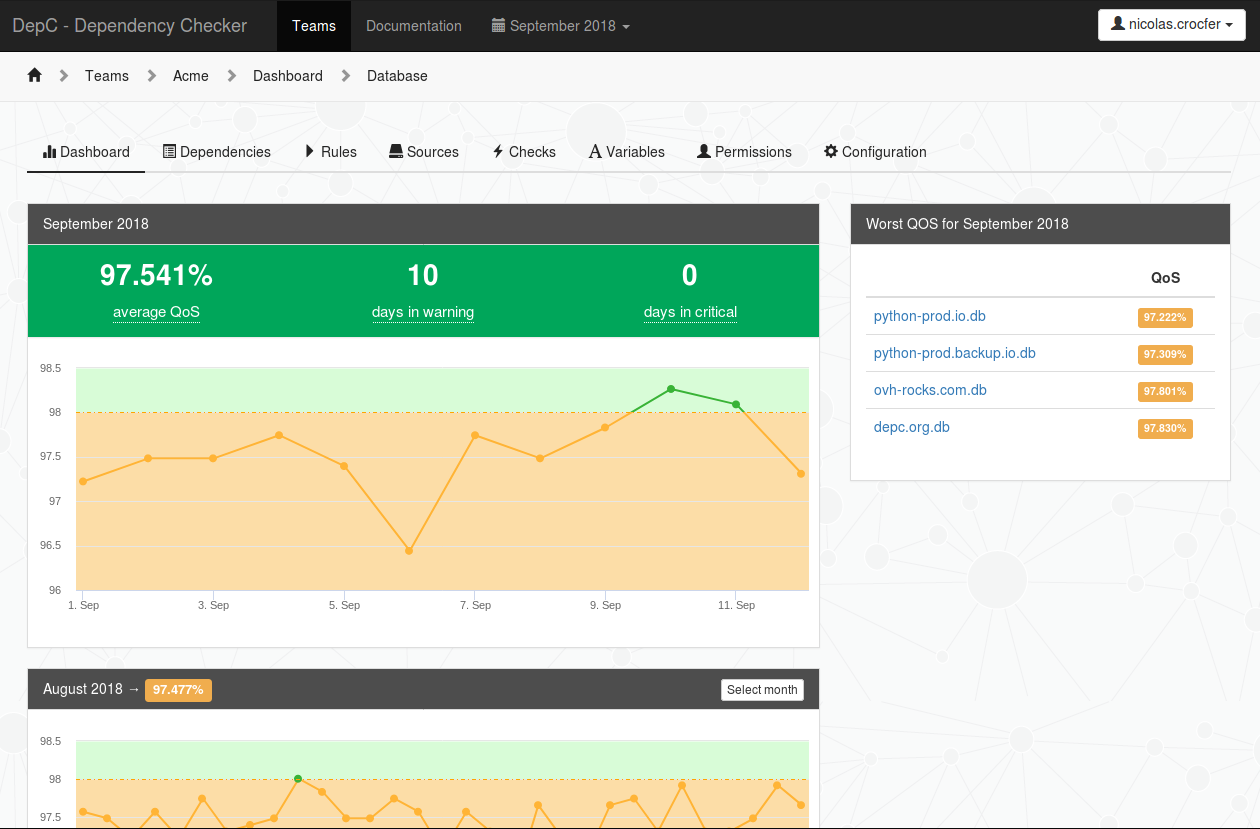 DepC - Dependency Checker Teams Documentation September 2018 nicolas.crocfer
Teams Acme Dashboard Database
Dashboard Dependencies Rules Sources Checks Variables Permissions Configuration
September 2018
97.541% 10 0
average QoS days in warning days in critical
98.5
98
97.5
97
96.5
96
1. Sep 3. Sep 5. Sep 7. Sep 9. Sep 11. Sep
Worst QOS for September 2018
QoS
python-prod.io.db 97.222%
python-prod.backup.io.db 97.309%
ovh-rocks.com.db 97.801%
depc.org.db 97.830%
August 2018 → 97.477% Select month
98.5
98
97.5